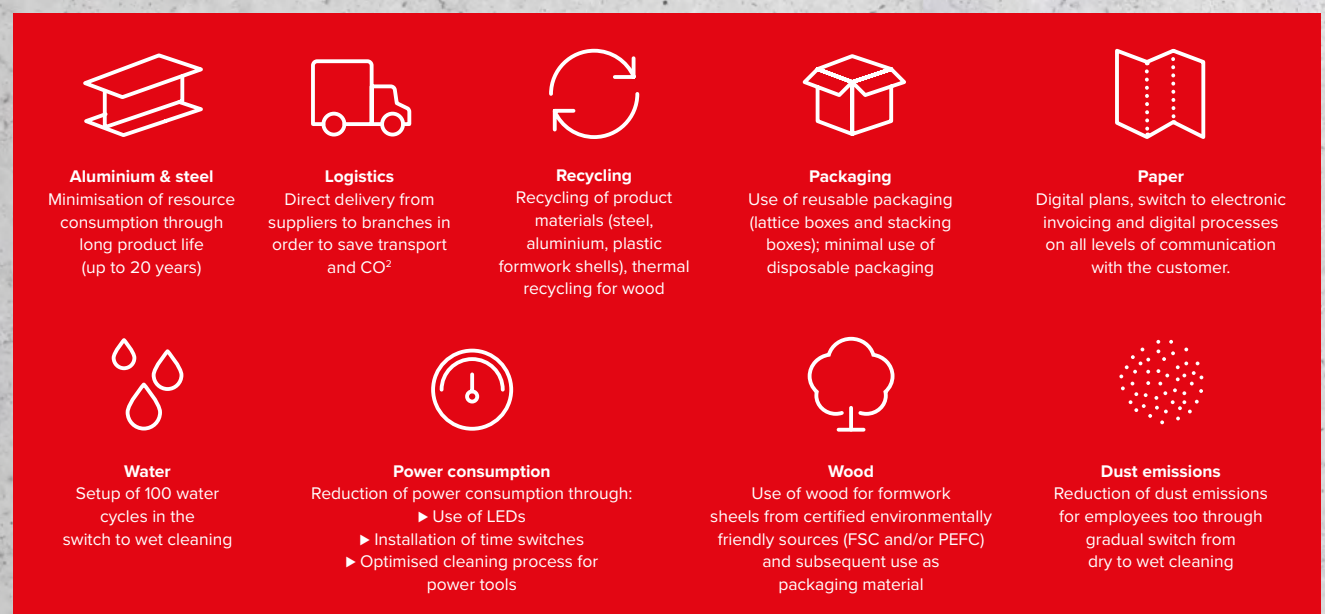 Aluminium & steel
Minimisation of resource
consumption through
long product life
(up to 20 years)
Logistics
Direct delivery from
suppliers to branches in
order to save transport
and CO²
Recycling
Recycling of product
materials (steel,
aluminium, plastic
formwork shells), thermal
recycling for wood
Packaging
Use of reusable packaging
(lattice boxes and stacking
boxes); minimal use of
disposable packaging
Paper
Digital plans, switch to electronic
invoicing and digital processes
on all levels of communication
with the customer.
Water
Setup of 100 water
cycles in the
switch to wet cleaning
Power consumption
Reduction of power consumption through:
▶ Use of LEDs
▶ Installation of time switches
▶ Optimised cleaning process for
power tools
Wood
Use of wood for formwork
sheels from certified environmentally
friendly sources (FSC and/or PEFC)
and subsequent use as
packaging material
Dust emissions
Reduction of dust emissions
for employees too through
gradual switch from
dry to wet cleaning